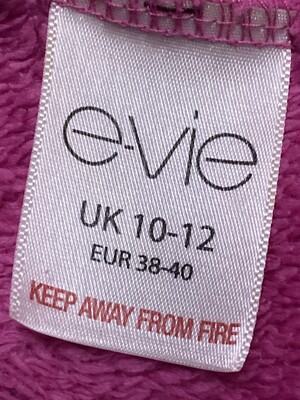 e-vie
UK 10-12
EUR 38-40
KEEP AWAY FROM FIRE